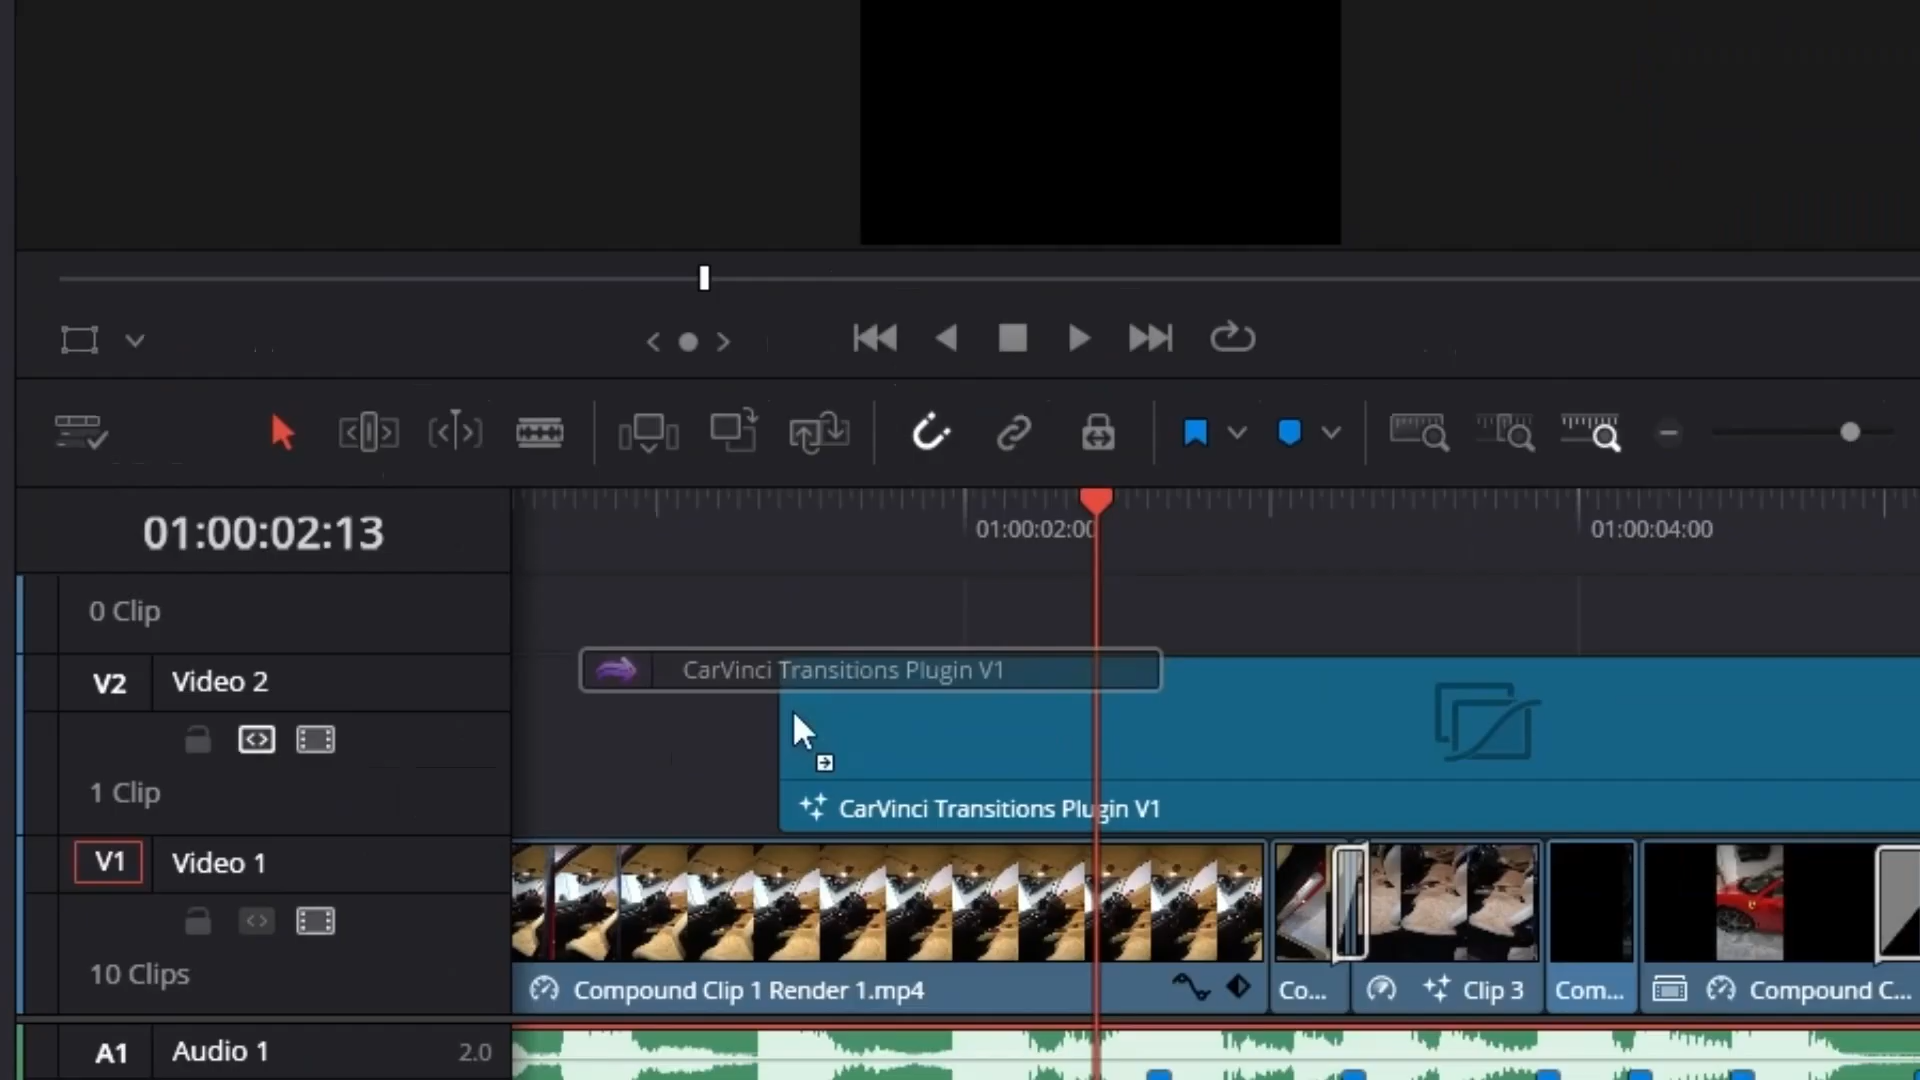 01:00:02:13
01:00:02:00
01:00:04:00
0 Clip
V2 Video 2
CarVinci Transitions Plugin V1
1 Clip
CarVinci Transitions Plugin V1
V1 Video 1
10 Clips
Compound Clip 1 Render 1.mp4
Co...
Clip 3
Com...
Compound C...
A1 Audio 1 2.0